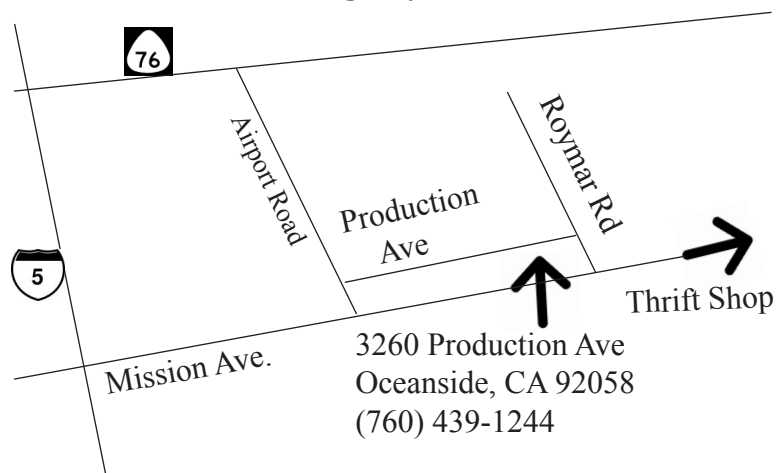 76
Airport Road
Roymar Rd
Production
Ave
5
Thrift Shop
Mission Ave.
3260 Production Ave
Oceanside, CA 92058
(760) 439-1244